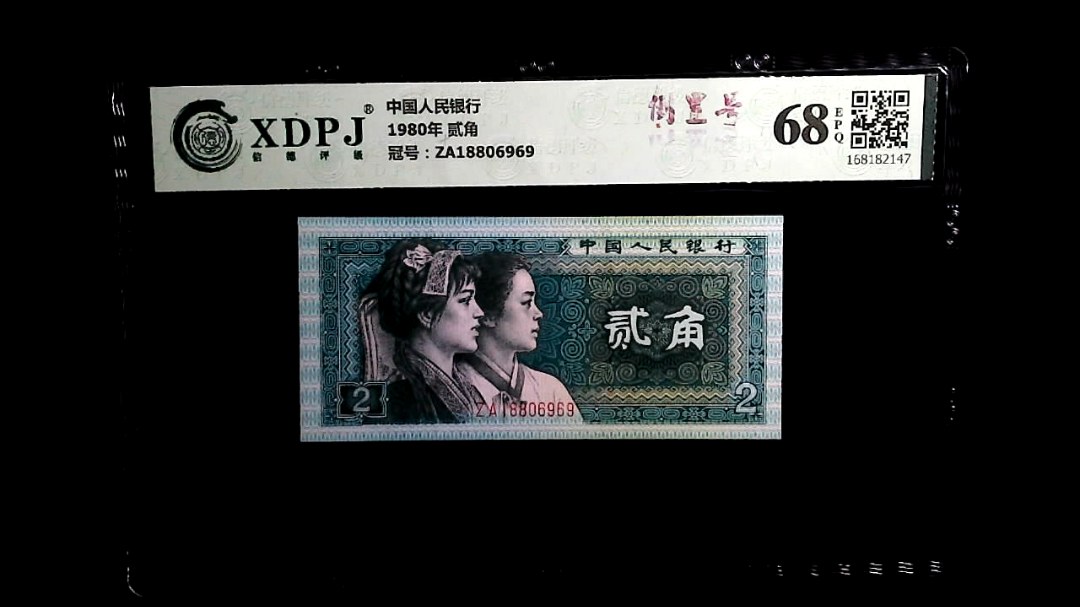 XDPJ®
信德评级
中国人民银行
1980年 贰角
冠号：ZA18806969
倒置号
68
EPQ
168182147
中国人民银行
贰角
2
ZA18806969
2